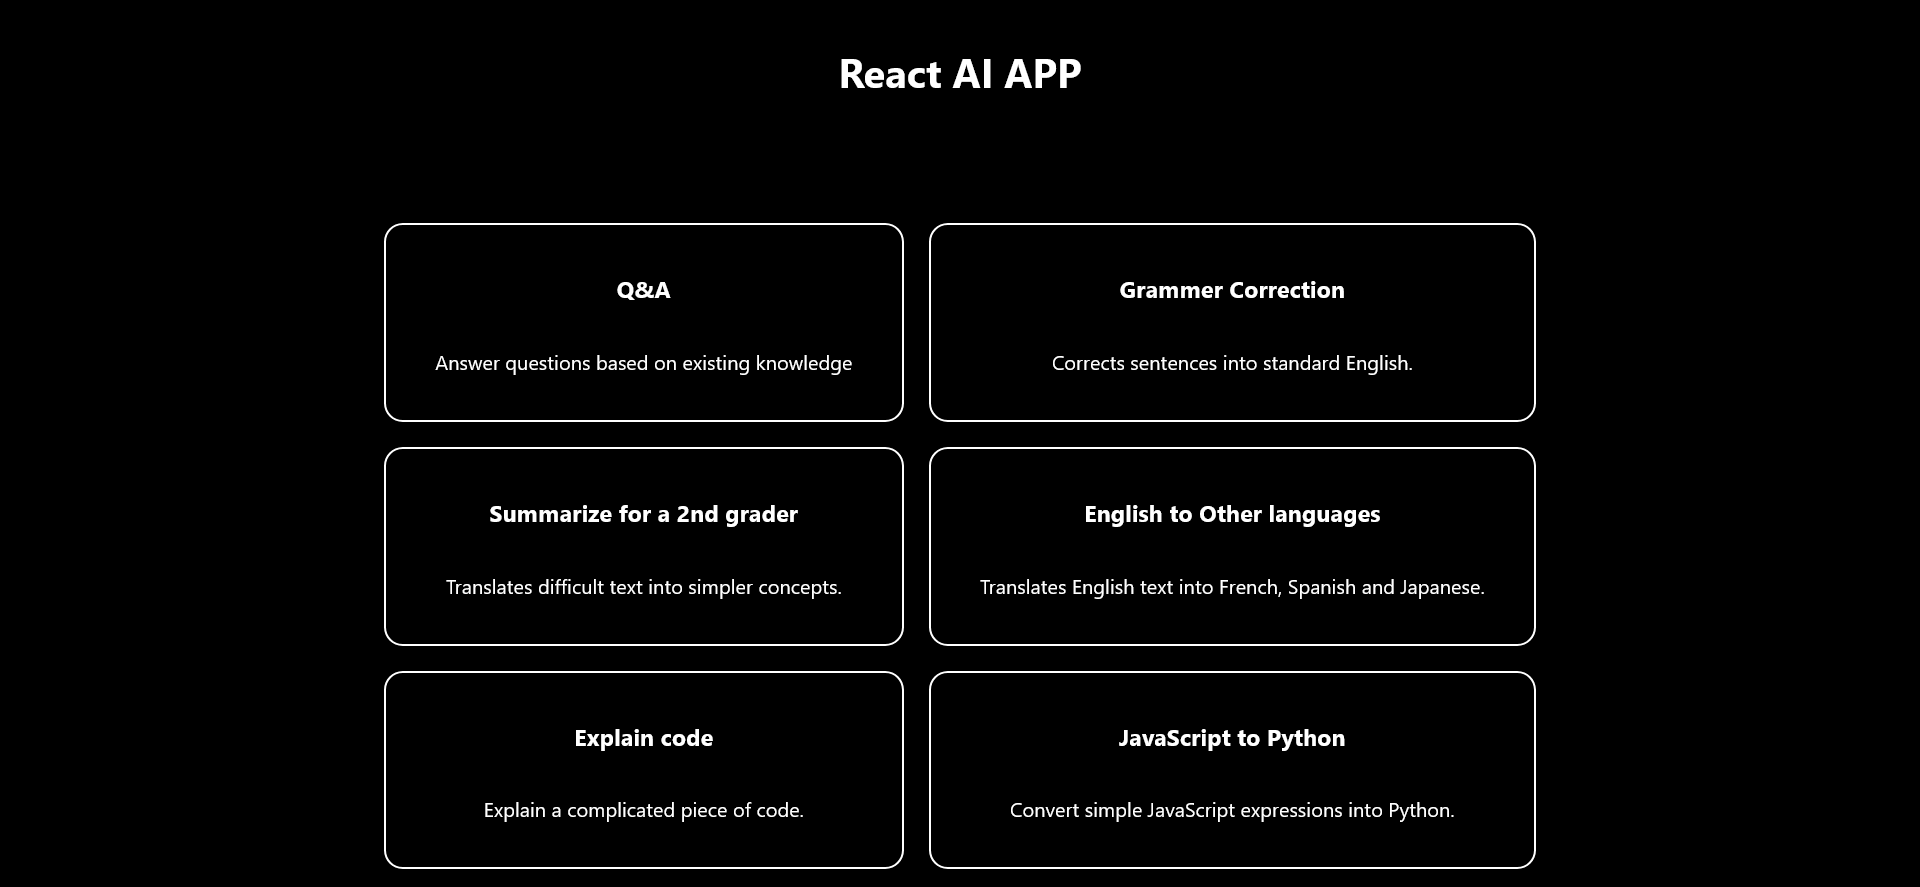 React AI APP
Q&A
Answer questions based on existing knowledge
Grammer Correction
Corrects sentences into standard English.
Summarize for a 2nd grader
Translates difficult text into simpler concepts.
English to Other languages
Translates English text into French, Spanish and Japanese.
Explain code
Explain a complicated piece of code.
JavaScript to Python
Convert simple JavaScript expressions into Python.